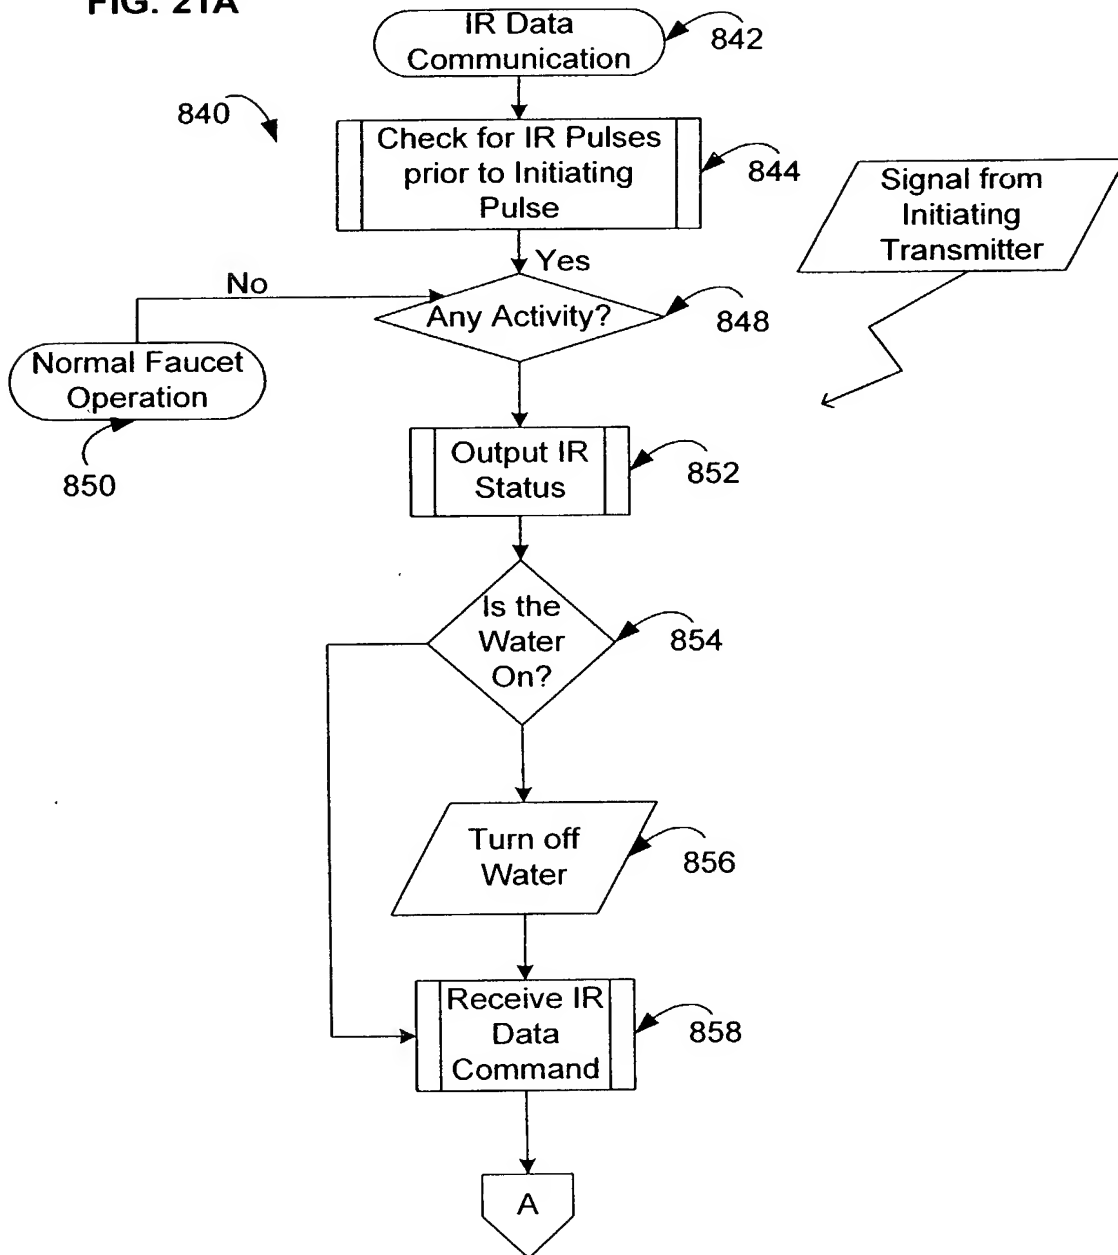 FIG. 21A
IR Data
Communication
842
840
Check for IR Pulses
prior to Initiating
Pulse
844
Signal from
Initiating
Transmitter
Yes
No
Any Activity?
848
Normal Faucet
Operation
850
Output IR
Status
852
Is the
Water
On?
854
Turn off
Water
856
Receive IR
Data
Command
858
A